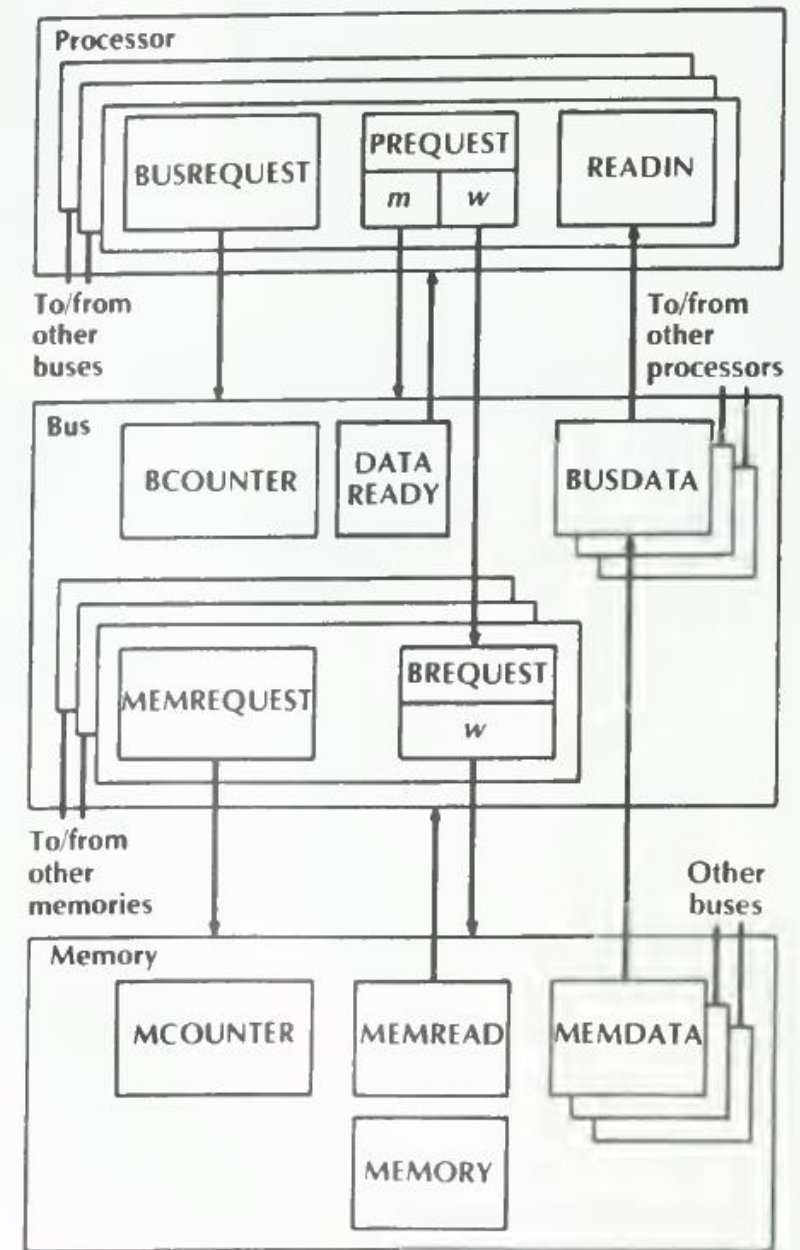 Processor
BUSREQUEST
PREQUEST
m
w
READIN
To/from
other
buses
To/from
other
processors
Bus
BCOUNTER
DATA
READY
BUSDATA
MEMREQUEST
BREQUEST
w
To/from
other
memories
Other
buses
Memory
MCOUNTER
MEMREAD
MEMDATA
MEMORY